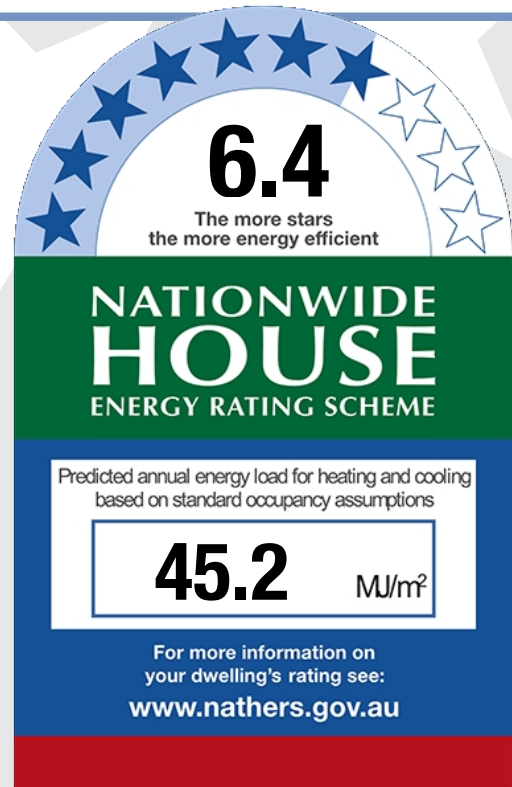 6.4
The more stars
the more energy efficient
NATIONWIDE
HOUSE
ENERGY RATING SCHEME
Predicted annual energy load for heating and cooling
based on standard occupancy assumptions
45.2 MJ/m²
For more information on
your dwelling's rating see:
www.nathers.gov.au